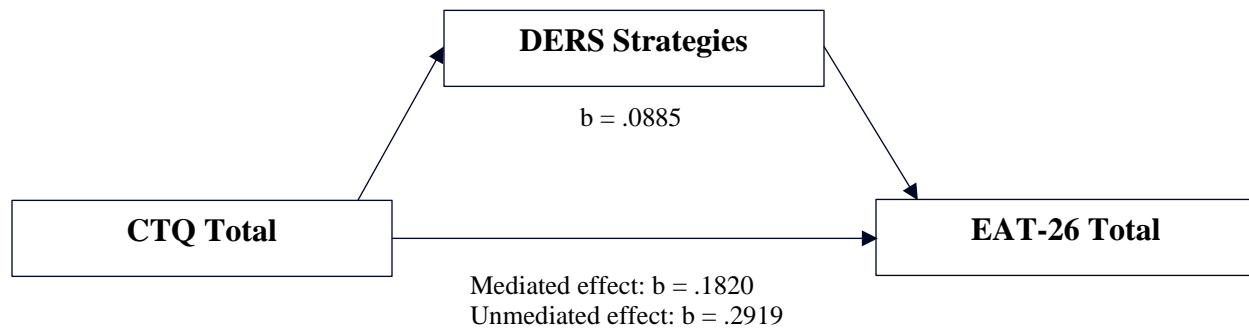 DERS Strategies
b = .0885
CTQ Total
EAT-26 Total
Mediated effect: b = .1820
Unmediated effect: b = .2919